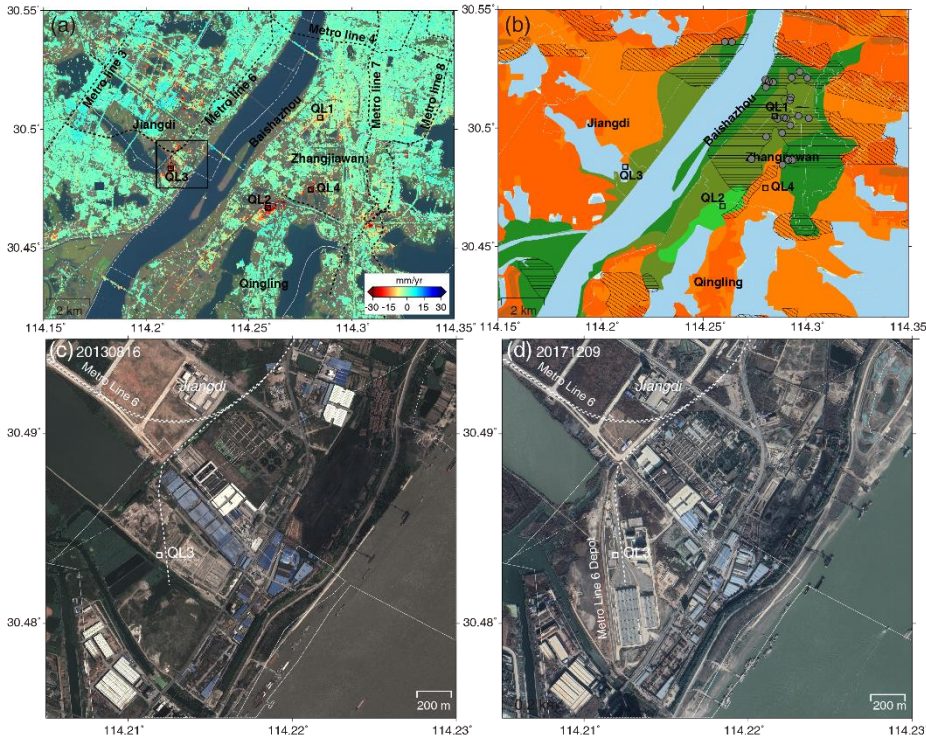 (a)
Metro line 4
Metro line 3
Metro line 6
Metro line 7
Metro line 8
QL1
Jiangdi
Baishazhou
Zhangjiawan
QL3
QL4
QL2
Qingling
mm/yr
-30 -15 0 15 30
2 km
30.55°
30.5°
30.45°
114.15° 114.2° 114.25° 114.3° 114.35°
(b)
Jiangdi
Baishazhou
QL1
Zhangjiawan
QL3
QL4
QL2
Qingling
2 km
30.55°
30.5°
30.45°
114.15° 114.2° 114.25° 114.3° 114.35°
(c) 20130816
Metro Line 6
Jiangdi
QL3
200 m
30.49°
30.48°
114.21° 114.22° 114.23°
(d) 20171209
Metro Line 6
Jiangdi
QL3
Metro Line 6 Depot
200 m
30.49°
30.48°
114.21° 114.22° 114.23°